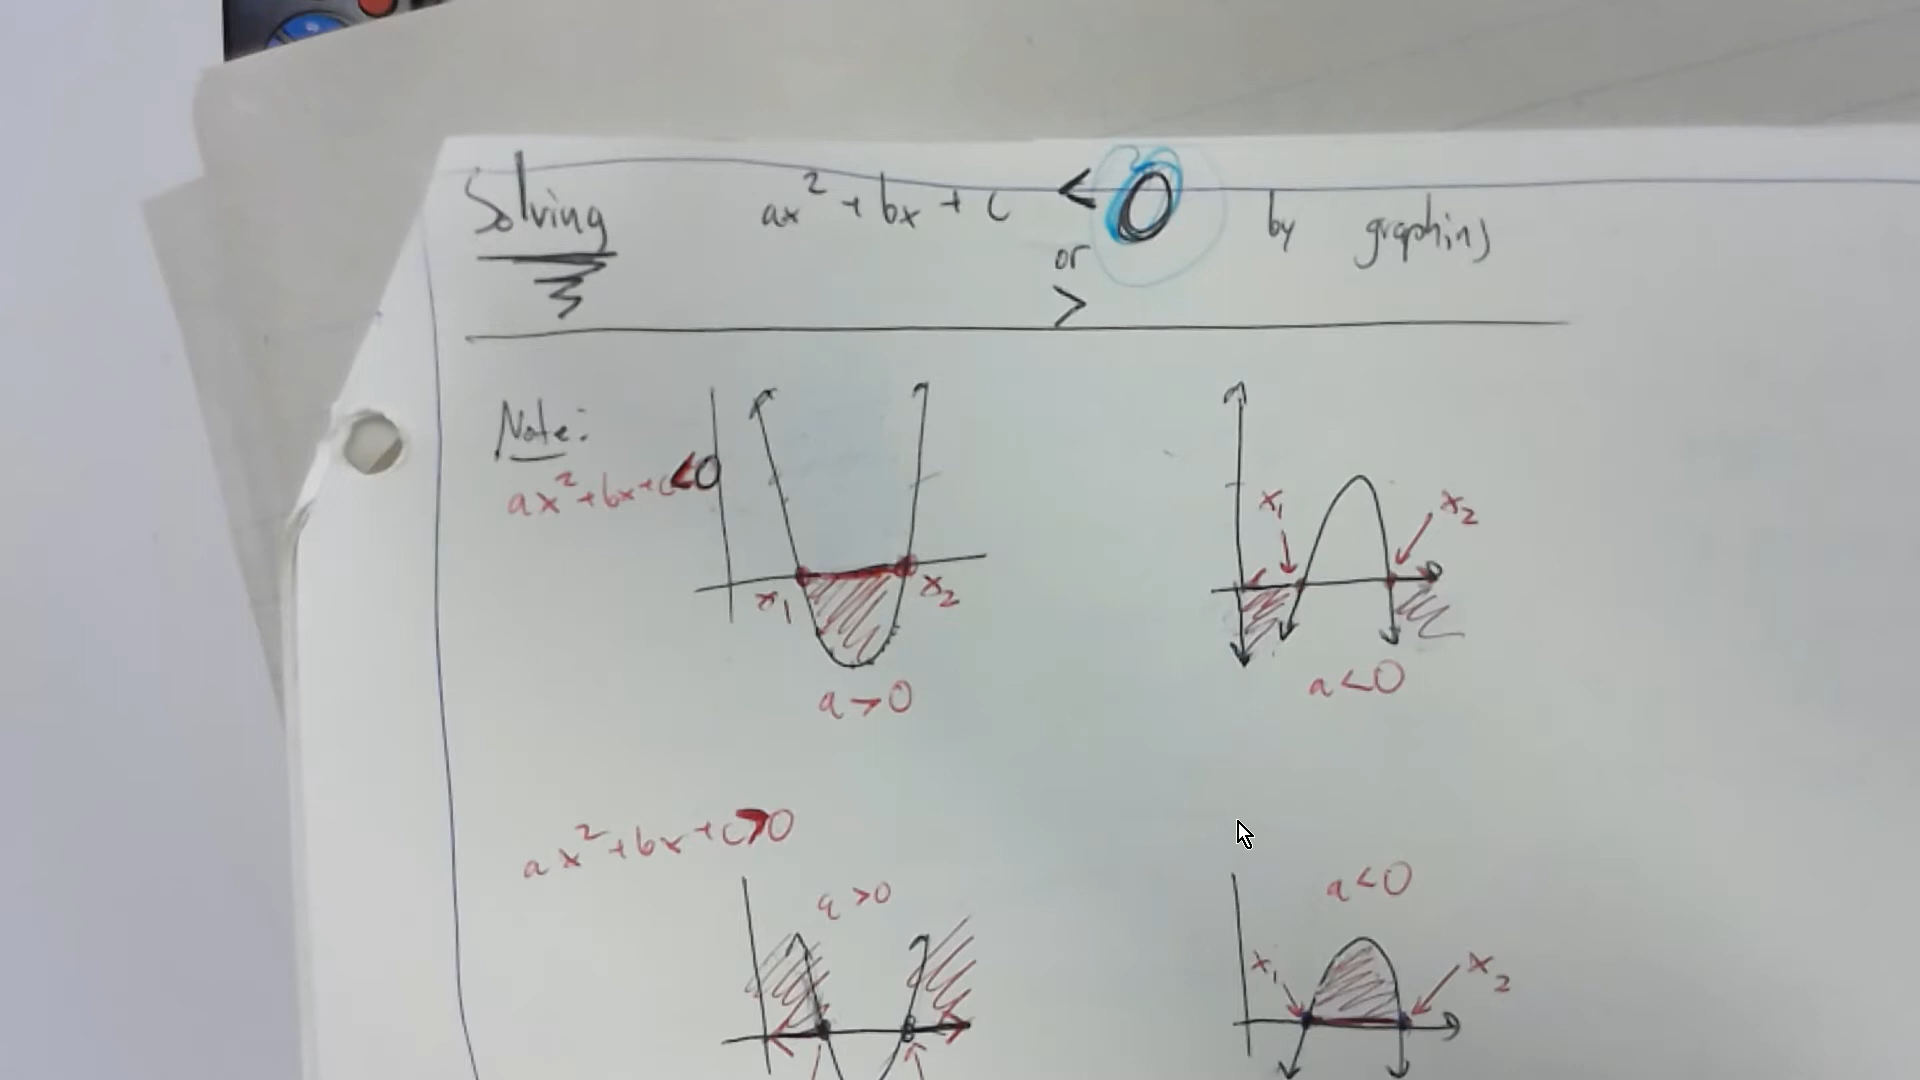 Solving ax² + bx + c < 0 by graphing
or
>
Note:
ax²+bx+c<0
x₁ x₂
a>0
x₁ x₂
a<0
ax²+bx+c>0
a>0
a<0
x₁ x₂